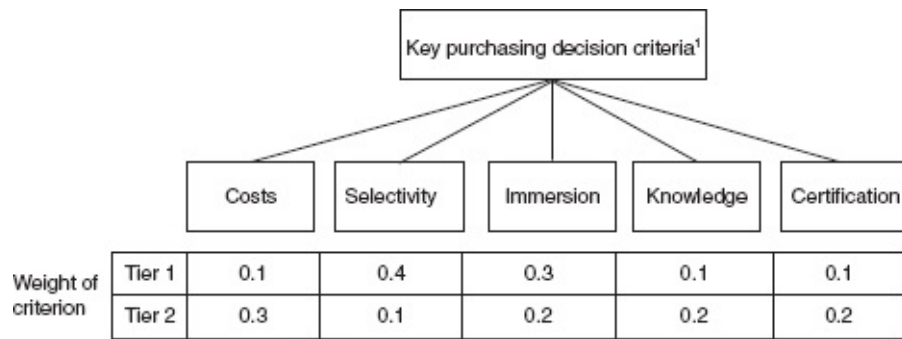 Key purchasing decision criteria¹
Costs Selectivity Immersion Knowledge Certification
Weight of criterion
Tier 1 0.1 0.4 0.3 0.1 0.1
Tier 2 0.3 0.1 0.2 0.2 0.2